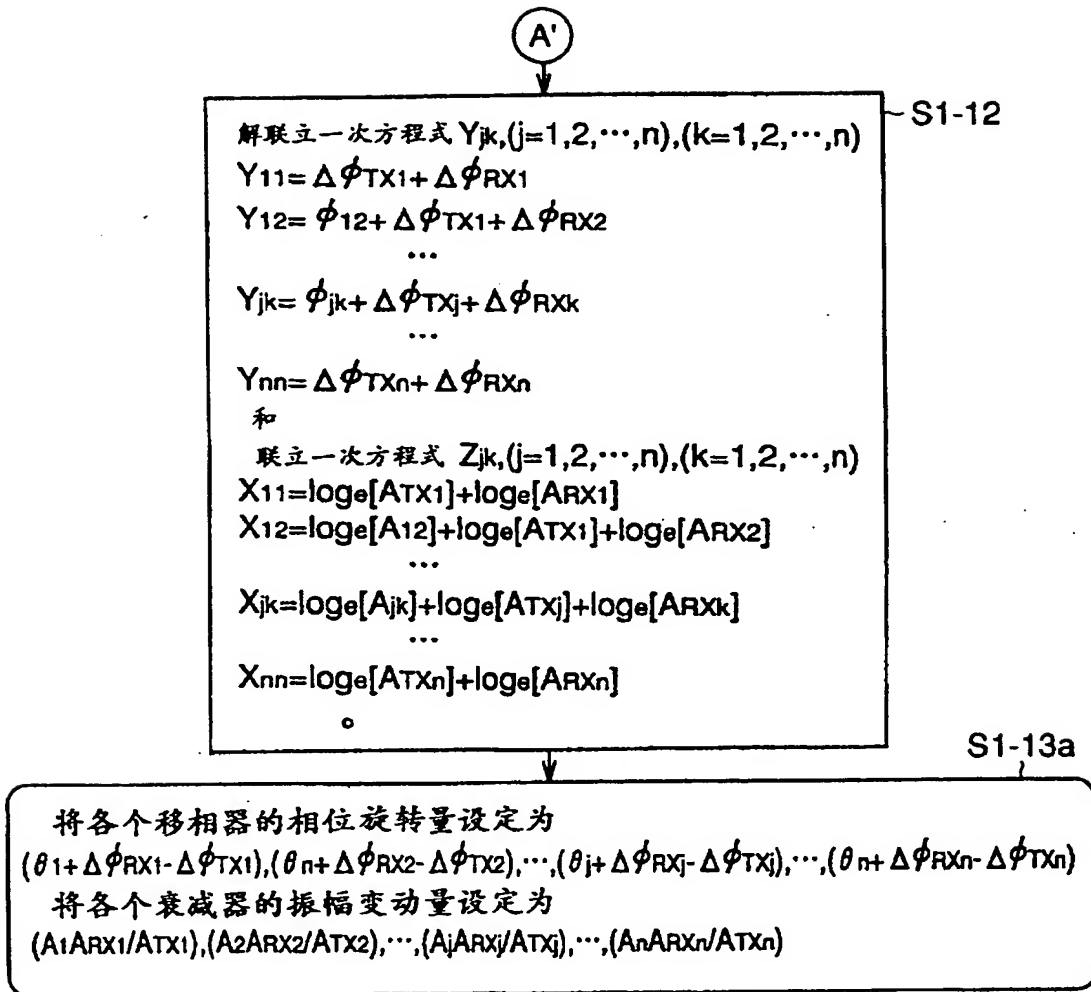 A'
S1-12
解联立一次方程式 Yjk,(j=1,2,⋯,n),(k=1,2,⋯,n)
Y11=ΔϕTX1+ΔϕRX1
Y12=ϕ12+ΔϕTX1+ΔϕRX2
⋯
Yjk=ϕjk+ΔϕTXj+ΔϕRXk
⋯
Ynn=ΔϕTXn+ΔϕRXn
和
联立一次方程式 Zjk,(j=1,2,⋯,n),(k=1,2,⋯,n)
X11=loge[ATX1]+loge[ARX1]
X12=loge[A12]+loge[ATX1]+loge[ARX2]
⋯
Xjk=loge[Ajk]+loge[ATXj]+loge[ARXk]
⋯
Xnn=loge[ATXn]+loge[ARXn]
。
S1-13a
将各个移相器的相位旋转量设定为
(θ1+ΔϕRX1-ΔϕTX1),(θn+ΔϕRX2-ΔϕTX2),⋯,(θj+ΔϕRXj-ΔϕTXj),⋯,(θn+ΔϕRXn-ΔϕTXn)
将各个衰减器的振幅变动量设定为
(A1ARX1/ATX1),(A2ARX2/ATX2),⋯,(AjARXj/ATXj),⋯,(AnARXn/ATXn)